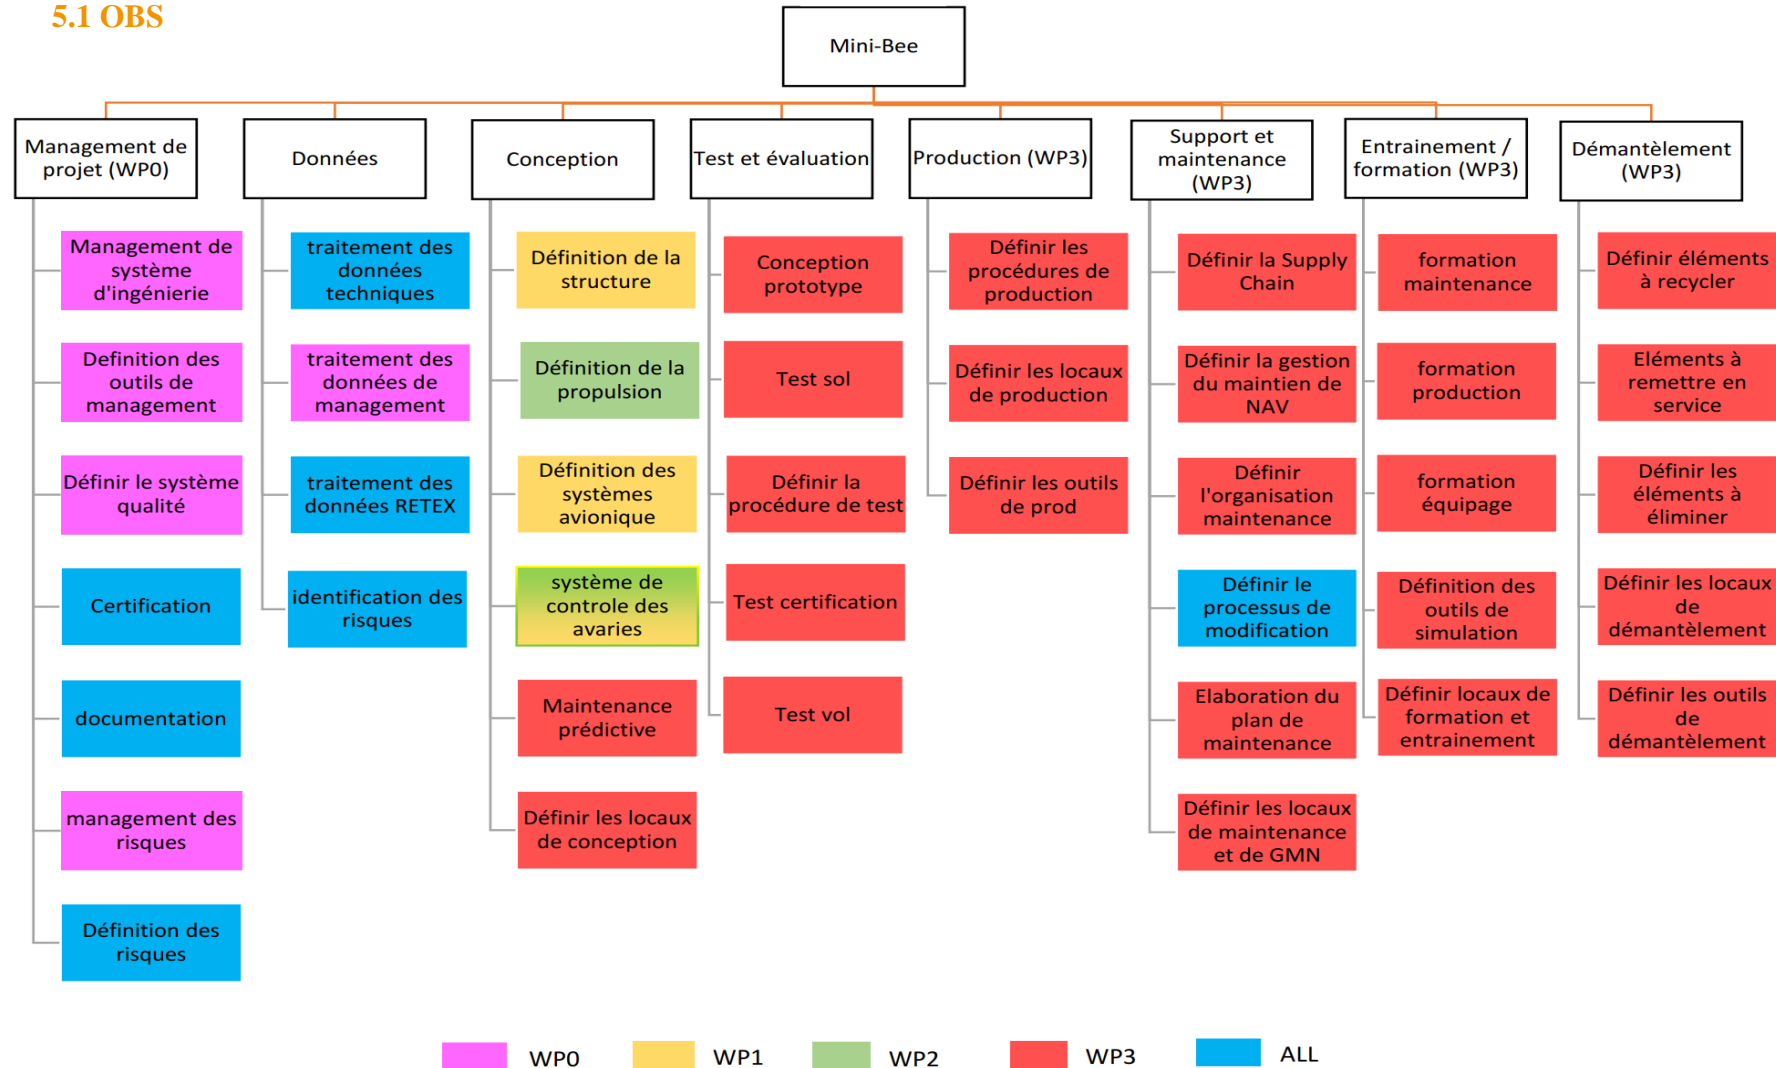 5.1 OBS
Mini-Bee
Management de
projet (WP0)
Données
Conception
Test et évaluation
Production (WP3)
Support et
maintenance
(WP3)
Entrainement /
formation (WP3)
Démantèlement
(WP3)
Management de
système
d'ingénierie
Definition des
outils de
management
Définir le système
qualité
Certification
documentation
management des
risques
Définition des
risques
traitement des
données
techniques
traitement des
données de
management
traitement des
données RETEX
identification des
risques
Définition de la
structure
Définition de la
propulsion
Définition des
systèmes
avionique
système de
controle des
avaries
Maintenance
prédictive
Définir les locaux
de conception
Conception
prototype
Test sol
Définir la
procédure de test
Test certification
Test vol
Définir les
procédures de
production
Définir les locaux
de production
Définir les outils
de prod
Définir la Supply
Chain
Définir la gestion
du maintien de
NAV
Définir
l'organisation
maintenance
Définir le
processus de
modification
Elaboration du
plan de
maintenance
Définir les locaux
de maintenance
et de GMN
formation
maintenance
formation
production
formation
équipage
Définition des
outils de
simulation
Définir locaux de
formation et
entrainement
Définir éléments
à recycler
Eléments à
remettre en
service
Définir les
éléments à
éliminer
Définir les locaux
de
démantèlement
Définir les outils
de
démantèlement
WP0
WP1
WP2
WP3
ALL